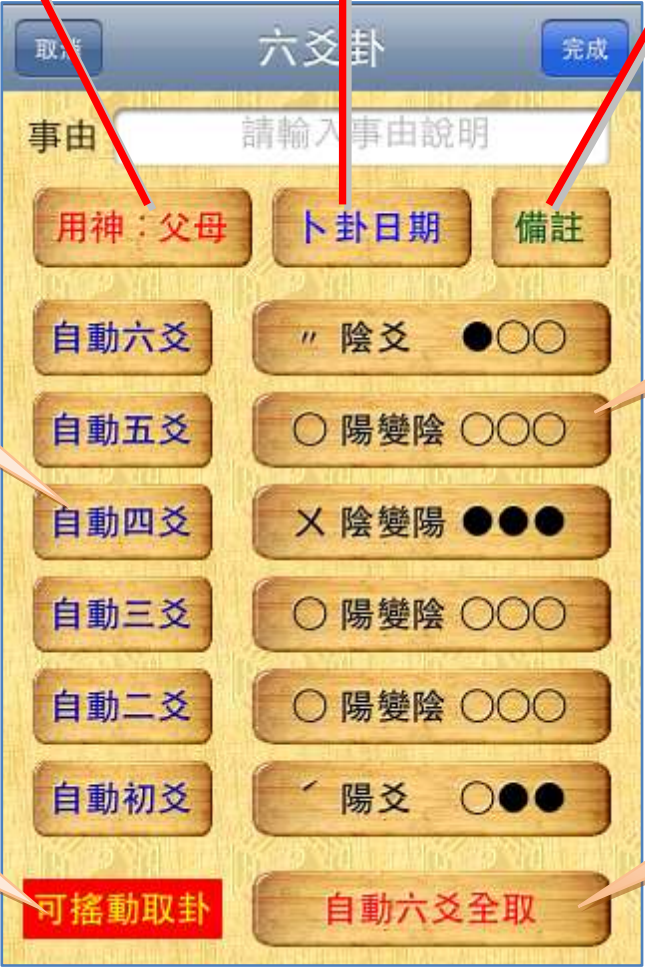 取消 六爻卦 完成
事由 請輸入事由說明
用神：父母 卜卦日期 備註
自動六爻 〃 陰爻 ●○○
自動五爻 ○ 陽變陰 ○○○
自動四爻 ㄨ 陰變陽 ●●●
自動三爻 ○ 陽變陰 ○○○
自動二爻 ○ 陽變陰 ○○○
自動初爻 ˊ 陽爻 ○●●
可搖動取卦 自動六爻全取